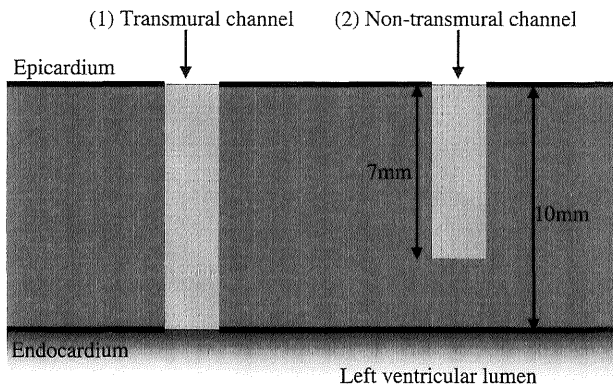 (1) Transmural channel
(2) Non-transmural channel
Epicardium
7mm
10mm
Endocardium
Left ventricular lumen